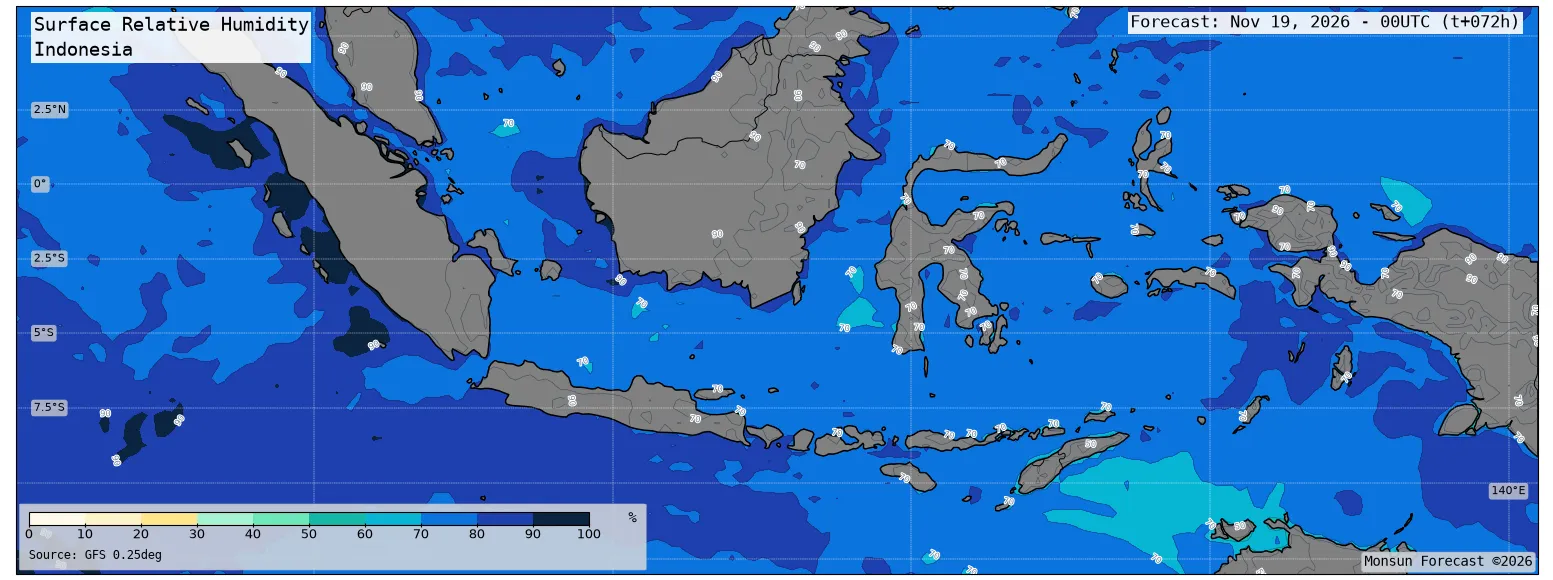 Surface Relative Humidity
Indonesia
Forecast: Nov 19, 2026 - 00UTC (t+072h)
2.5°N
0°
2.5°S
5°S
7.5°S
140°E
0 10 20 30 40 50 60 70 80 90 100
%
Source: GFS 0.25deg
Monsun Forecast ©2026